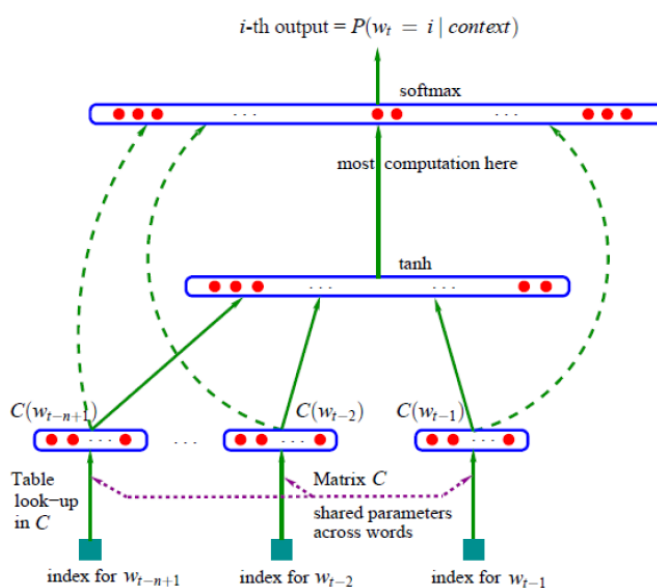 i-th output = P(w_t = i | context)
softmax
. . .
. . .
most computation here
tanh
. . .
. . .
C(w_{t−n+1})
C(w_{t−2})
C(w_{t−1})
. . .
. . .
. . .
. . .
Table
look−up
in C
Matrix C
shared parameters
across words
index for w_{t−n+1}
index for w_{t−2}
index for w_{t−1}